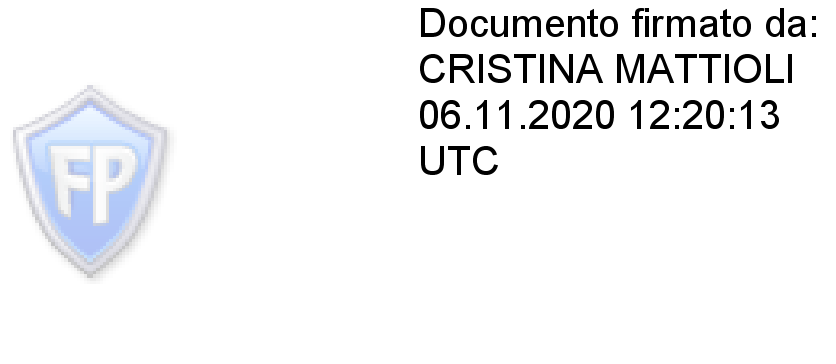 Documento firmato da:
CRISTINA MATTIOLI
06.11.2020 12:20:13
UTC
FP